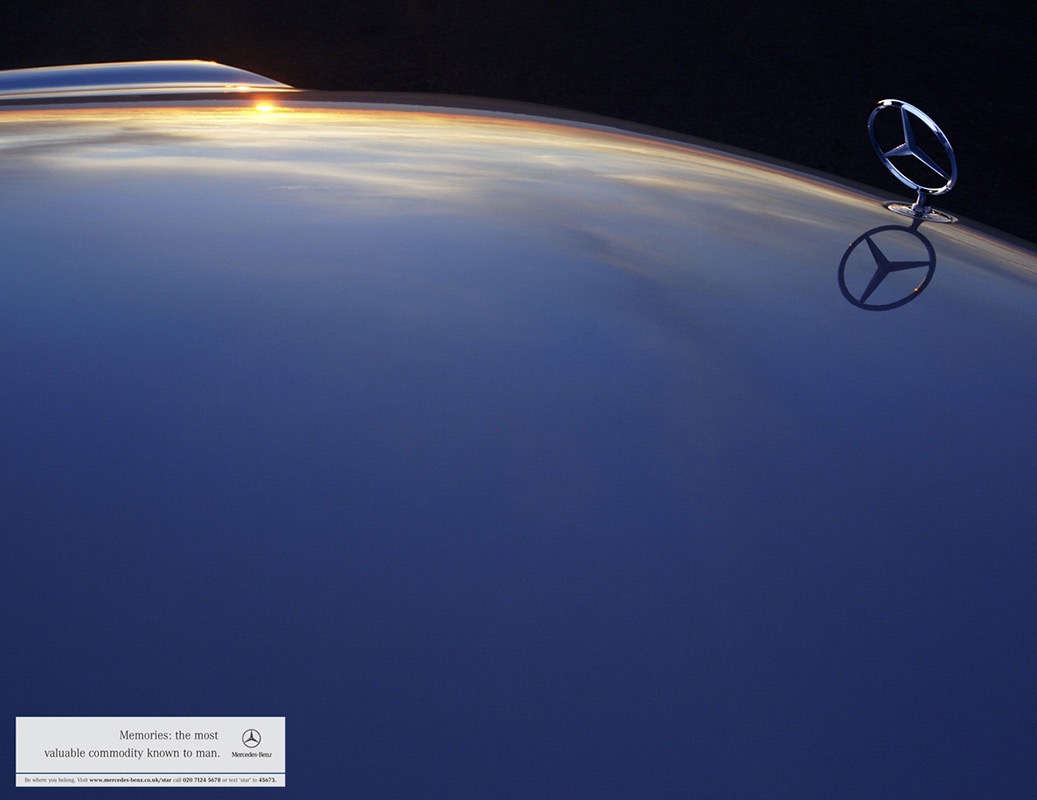 Memories: the most
valuable commodity known to man.
Mercedes-Benz
Be where you belong. Visit www.mercedes-benz.co.uk/star call 020 7124 5678 or text 'star' to 45673.